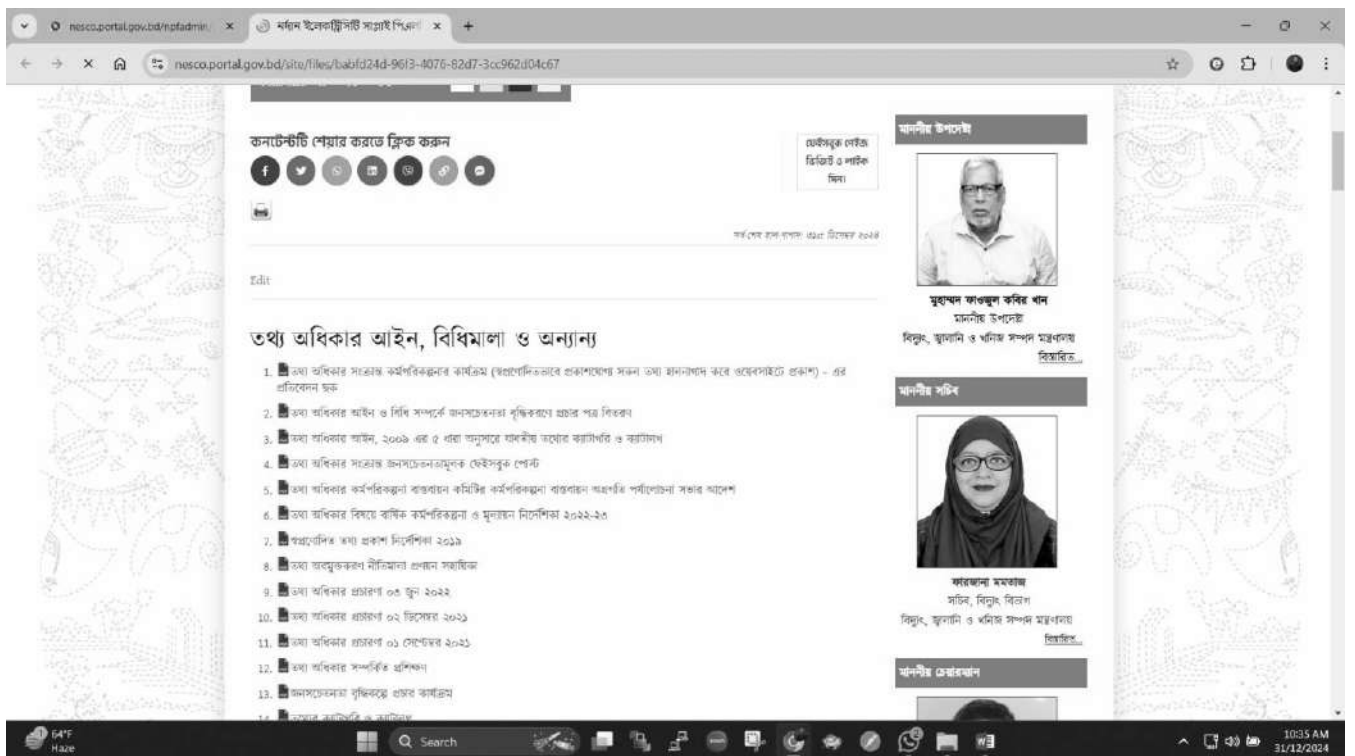 nesco.portal.gov.bd/npfadmin/
নর্দান ইলেকট্রিসিটি সাপ্লাই পিএল
nesco.portal.gov.bd/site/files/babfd24d-96f3-4076-82d7-3cc962d04c67
কনটেন্টটি শেয়ার করতে ক্লিক করুন
ফেইসবুক পেইজ
ভিজিট ও লাইক
দিন।
সর্ব-শেষ হাল-নাগাদ: ৩১st ডিসেম্বর ২০২৪
Edit
তথ্য অধিকার আইন, বিধিমালা ও অন্যান্য
1. তথ্য অধিকার সংক্রান্ত কর্মপরিকল্পনার কার্যক্রম (স্বপ্রণোদিতভাবে প্রকাশযোগ্য সকল তথ্য হালনাগাদ করে ওয়েবসাইটে প্রকাশ) - এর
প্রতিবেদন ছক
2. তথ্য অধিকার আইন ও বিধি সম্পর্কে জনসচেতনতা বৃদ্ধিকরণে প্রচার পত্র বিতরণ
3. তথ্য অধিকার আইন, ২০০৯ এর ৫ ধারা অনুসারে যাবতীয় তথ্যের ক্যাটাগরি ও ক্যাটালগ
4. তথ্য অধিকার সংক্রান্ত জনসচেতনতামূলক ফেইসবুক পোস্ট
5. তথ্য অধিকার কর্মপরিকল্পনা বাস্তবায়ন কমিটির কর্মপরিকল্পনা বাস্তবায়ন অগ্রগতি পর্যালোচনা সভার আদেশ
6. তথ্য অধিকার বিষয়ে বার্ষিক কর্মপরিকল্পনা ও মূল্যায়ন নির্দেশিকা ২০২২-২৩
7. স্বপ্রণোদিত তথ্য প্রকাশ নির্দেশিকা ২০১৯
8. তথ্য অবমুক্তকরণ নীতিমালা প্রণয়ন সহায়িকা
9. তথ্য অধিকার প্রচারণা ০৩ জুন ২০২২
10. তথ্য অধিকার প্রচারণা ০২ ডিসেম্বর ২০২১
11. তথ্য অধিকার প্রচারণা ০১ সেপ্টেম্বর ২০২১
12. তথ্য অধিকার সম্পর্কিত প্রশিক্ষণ
13. জনসচেতনতা বৃদ্ধিকল্পে প্রচার কার্যক্রম
14. তথ্যের ক্যাটাগরি ও ক্যাটালগ
মাননীয় উপদেষ্টা
মুহাম্মদ ফাওজুল কবির খান
মাননীয় উপদেষ্টা
বিদ্যুৎ, জ্বালানি ও খনিজ সম্পদ মন্ত্রণালয়
বিস্তারিত...
মাননীয় সচিব
ফারজানা মমতাজ
সচিব, বিদ্যুৎ বিভাগ
বিদ্যুৎ, জ্বালানি ও খনিজ সম্পদ মন্ত্রণালয়
বিস্তারিত...
মাননীয় চেয়ারম্যান
64°F
Haze
Search
10:35 AM
31/12/2024